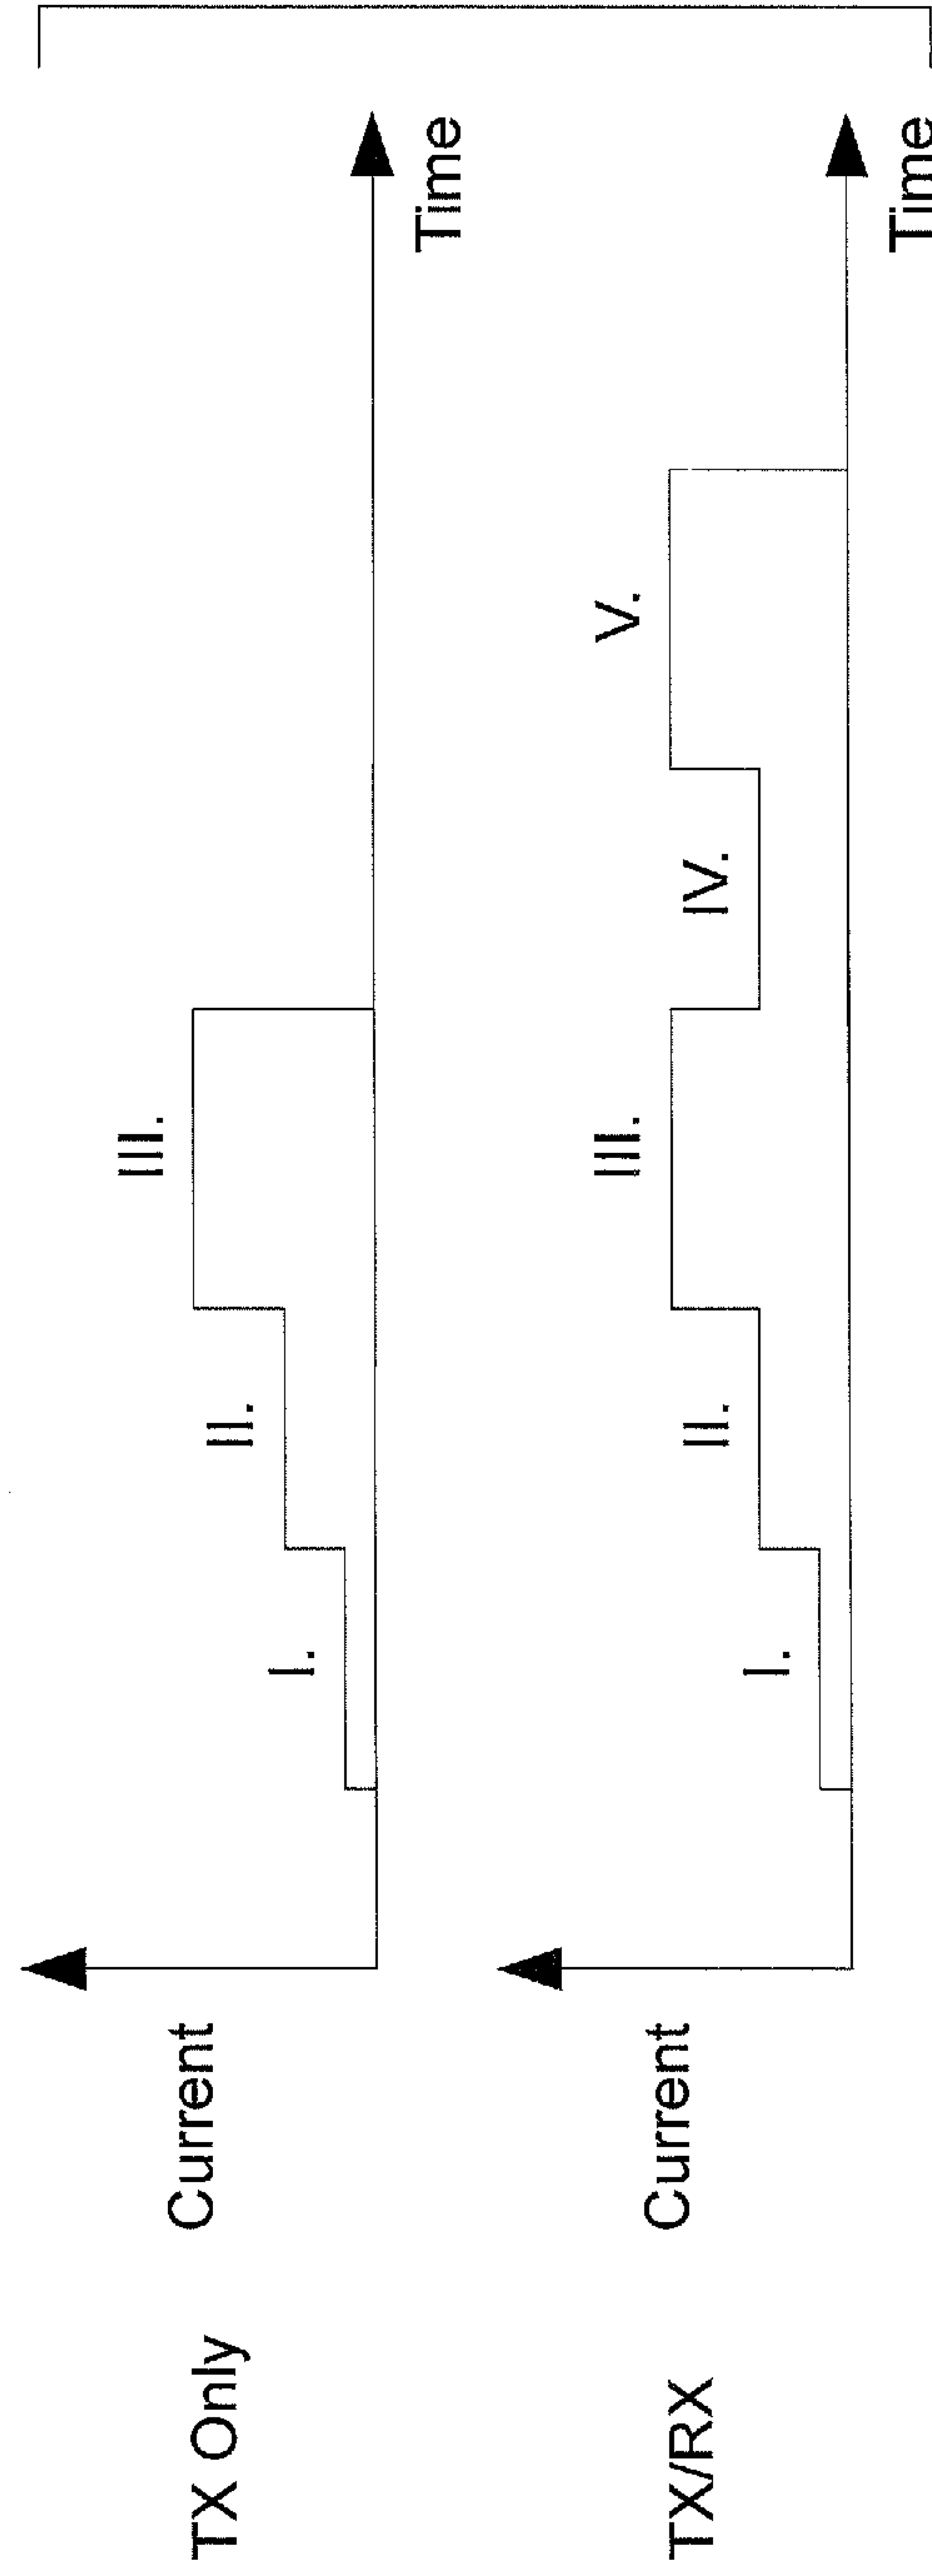 TX Only
Current
I.
II.
III.
Time
TX/RX
Current
I.
II.
III.
IV.
V.
Time